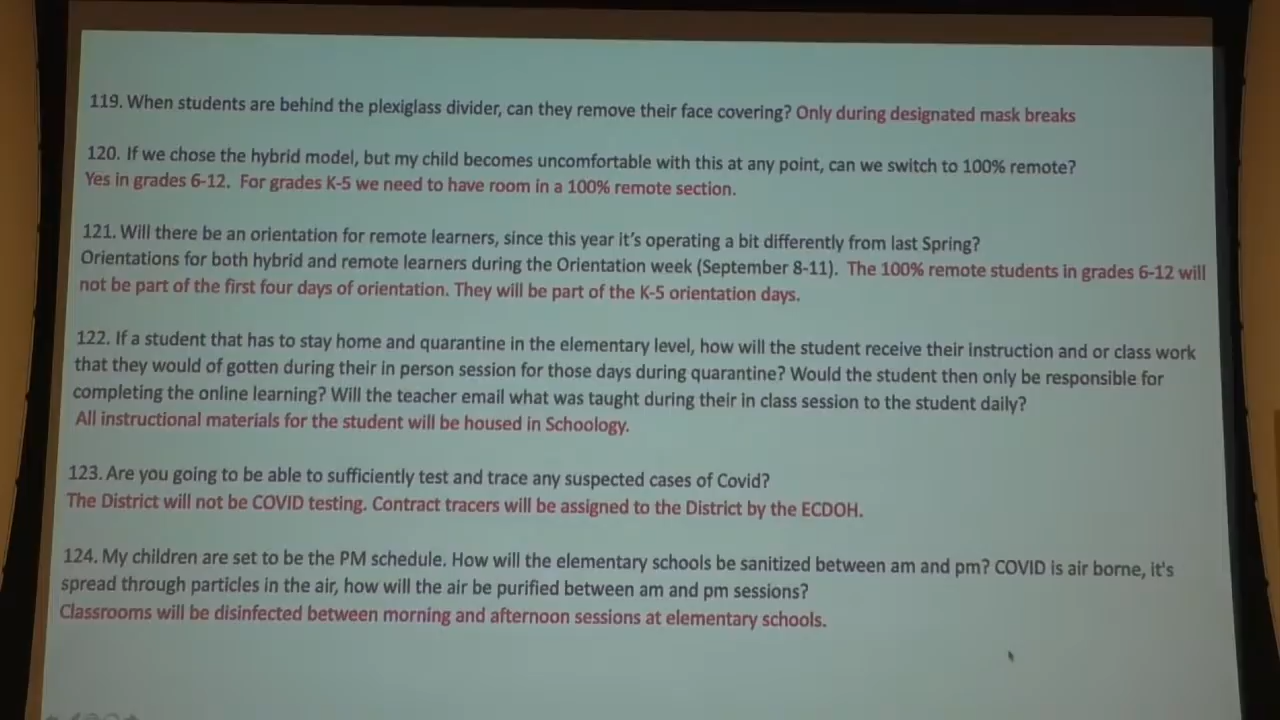 119. When students are behind the plexiglass divider, can they remove their face covering? Only during designated mask breaks
120. If we chose the hybrid model, but my child becomes uncomfortable with this at any point, can we switch to 100% remote?
Yes in grades 6-12. For grades K-5 we need to have room in a 100% remote section.
121. Will there be an orientation for remote learners, since this year it's operating a bit differently from last Spring?
Orientations for both hybrid and remote learners during the Orientation week (September 8-11). The 100% remote students in grades 6-12 will
not be part of the first four days of orientation. They will be part of the K-5 orientation days.
122. If a student that has to stay home and quarantine in the elementary level, how will the student receive their instruction and or class work
that they would of gotten during their in person session for those days during quarantine? Would the student then only be responsible for
completing the online learning? Will the teacher email what was taught during their in class session to the student daily?
All instructional materials for the student will be housed in Schoology.
123. Are you going to be able to sufficiently test and trace any suspected cases of Covid?
The District will not be COVID testing. Contract tracers will be assigned to the District by the ECDOH.
124. My children are set to be the PM schedule. How will the elementary schools be sanitized between am and pm? COVID is air borne, it's
spread through particles in the air, how will the air be purified between am and pm sessions?
Classrooms will be disinfected between morning and afternoon sessions at elementary schools.